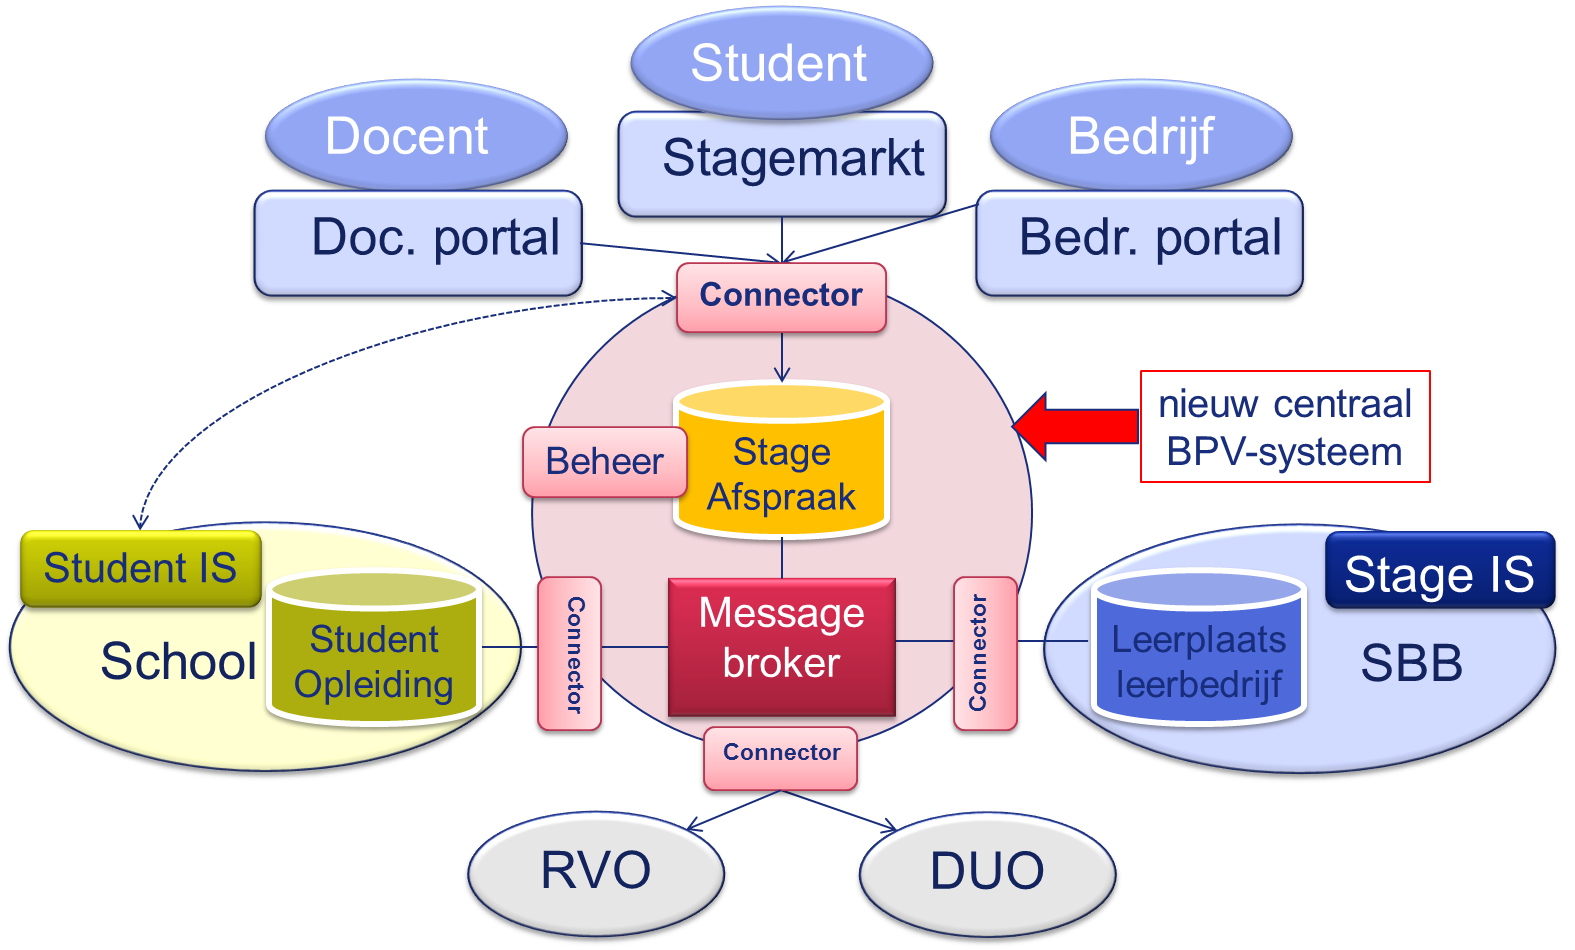 Student
Docent
Bedrijf
Stagemarkt
Doc. portal
Bedr. portal
Connector
nieuw centraal
BPV-systeem
Beheer
Stage
Afspraak
Student IS
School
Student
Opleiding
Connector
Message
broker
Connector
Leerplaats
leerbedrijf
Stage IS
SBB
Connector
RVO
DUO